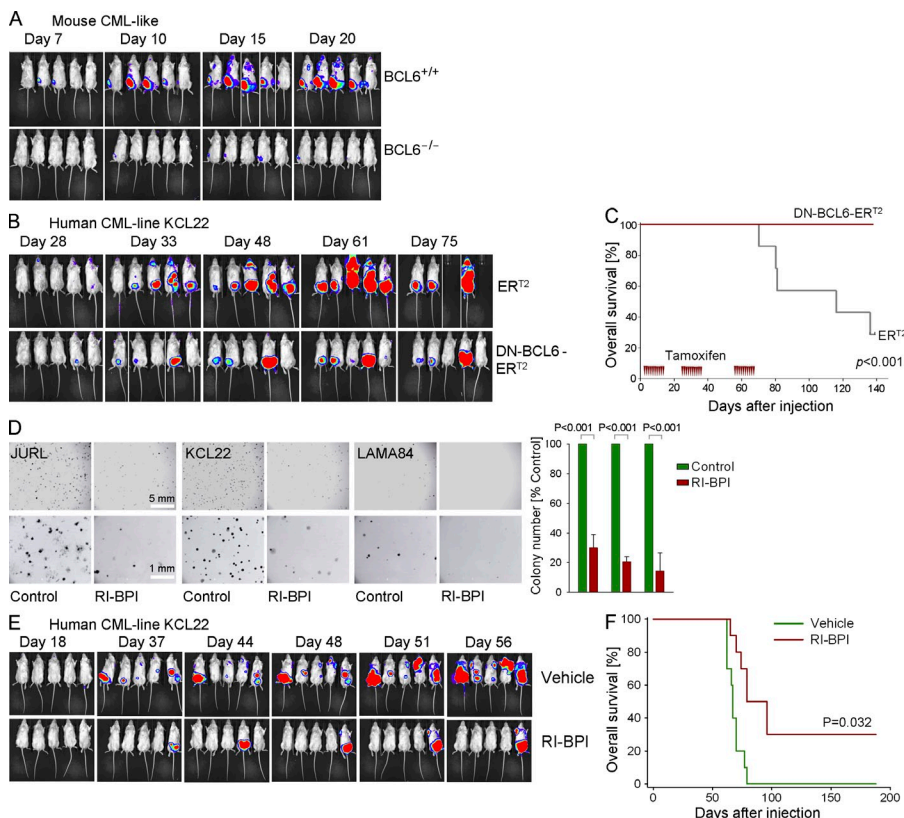 A
Mouse CML-like
Day 7 Day 10 Day 15 Day 20
BCL6+/+
BCL6−/−
B
Human CML-line KCL22
Day 28 Day 33 Day 48 Day 61 Day 75
ERT2
DN-BCL6-
ERT2
C
DN-BCL6-ERT2
Overall survival [%]
100
80
60
40
20
0
Tamoxifen
ERT2
p<0.001
0 20 40 60 80 100 120 140
Days after injection
D
JURL KCL22 LAMA84
5 mm
1 mm
Control RI-BPI Control RI-BPI Control RI-BPI
P<0.001 P<0.001 P<0.001
Colony number [% Control]
100
80
60
40
20
0
Control
RI-BPI
E
Human CML-line KCL22
Day 18 Day 37 Day 44 Day 48 Day 51 Day 56
Vehicle
RI-BPI
F
Vehicle
RI-BPI
Overall survival [%]
100
80
60
40
20
0
P=0.032
0 50 100 150 200
Days after injection